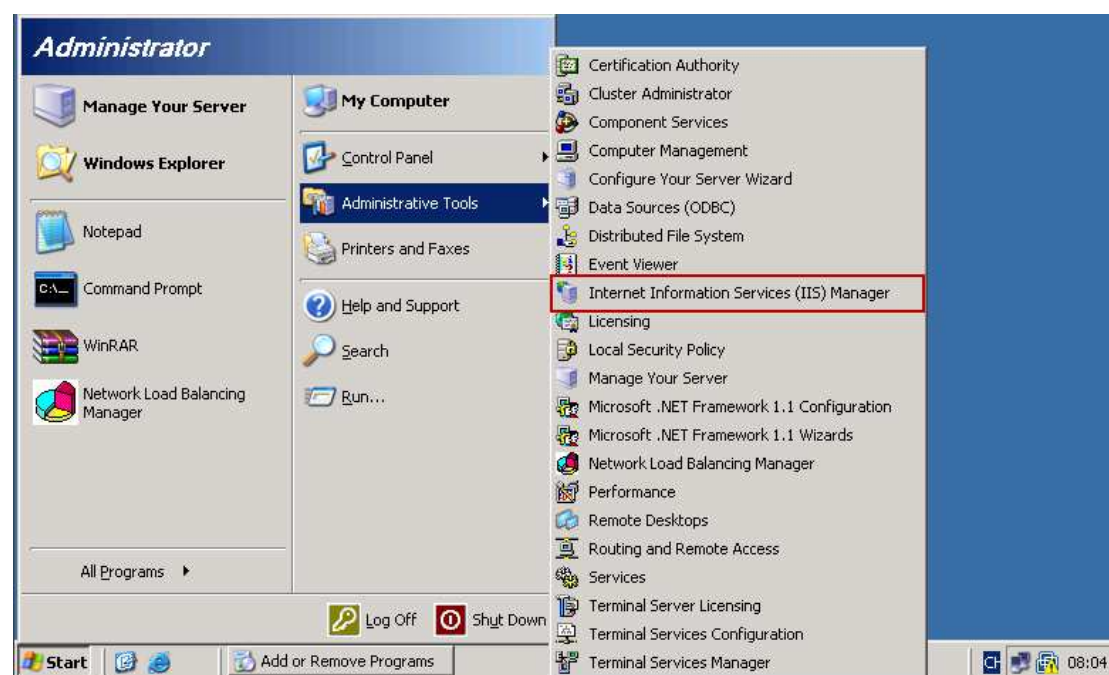 Administrator
Manage Your Server
Windows Explorer
Notepad
C:\_
Command Prompt
WinRAR
Network Load Balancing
Manager
All Programs
My Computer
Control Panel
Administrative Tools
Printers and Faxes
Help and Support
Search
Run...
Log Off
Shut Down
Certification Authority
Cluster Administrator
Component Services
Computer Management
Configure Your Server Wizard
Data Sources (ODBC)
Distributed File System
Event Viewer
Internet Information Services (IIS) Manager
Licensing
Local Security Policy
Manage Your Server
Microsoft .NET Framework 1.1 Configuration
Microsoft .NET Framework 1.1 Wizards
Network Load Balancing Manager
Performance
Remote Desktops
Routing and Remote Access
Services
Terminal Server Licensing
Terminal Services Configuration
Terminal Services Manager
Start
Add or Remove Programs
CH
08:04